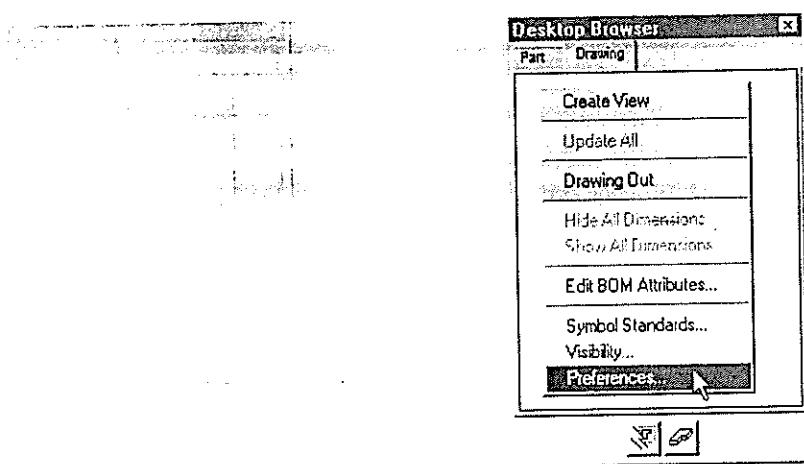 Desktop Browser
Part Drawing
Create View
Update All
Drawing Out
Hide All Dimensions
Show All Dimensions
Edit BOM Attributes...
Symbol Standards...
Visibility...
Preferences...